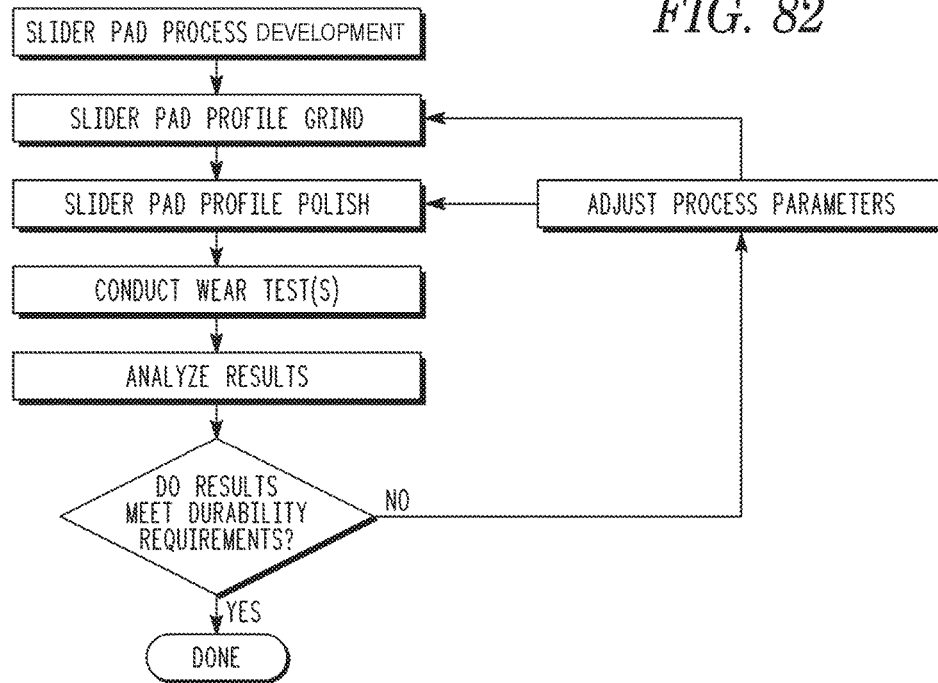 FIG. 82
SLIDER PAD PROCESS DEVELOPMENT
SLIDER PAD PROFILE GRIND
SLIDER PAD PROFILE POLISH
ADJUST PROCESS PARAMETERS
CONDUCT WEAR TEST(S)
ANALYZE RESULTS
DO RESULTS
MEET DURABILITY
REQUIREMENTS?
NO
YES
DONE